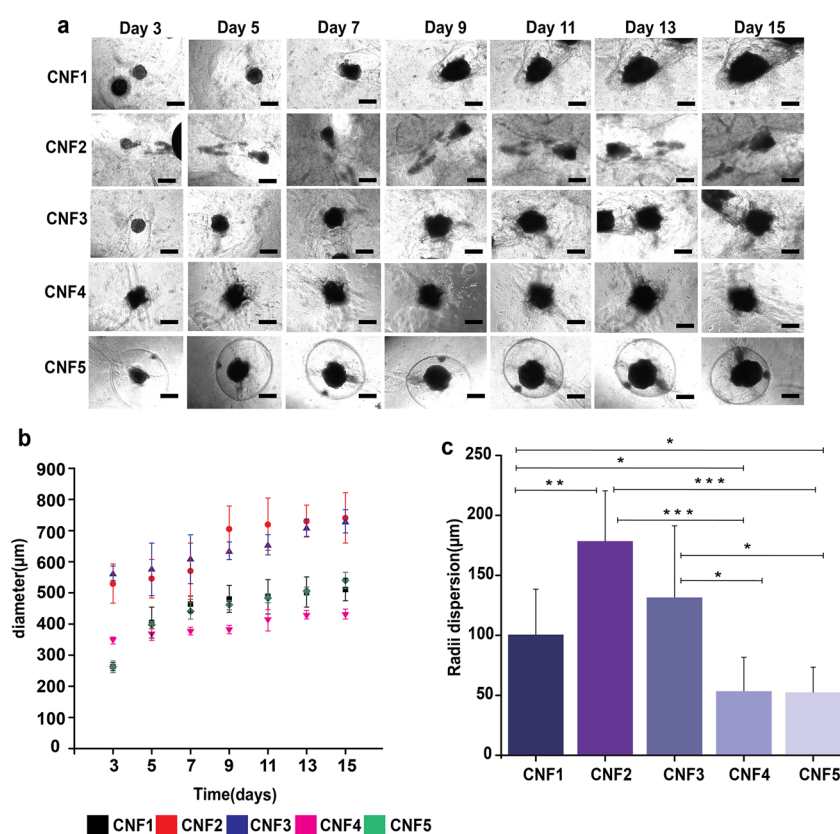 a
Day 3 Day 5 Day 7 Day 9 Day 11 Day 13 Day 15
CNF1
CNF2
CNF3
CNF4
CNF5
b
900
800
700
600
500
400
300
200
100
0
diameter(µm)
3 5 7 9 11 13 15
Time(days)
CNF1 CNF2 CNF3 CNF4 CNF5
c
250
200
150
100
50
0
Radii dispersion(µm)
*
*
** ***
***
*
*
CNF1 CNF2 CNF3 CNF4 CNF5